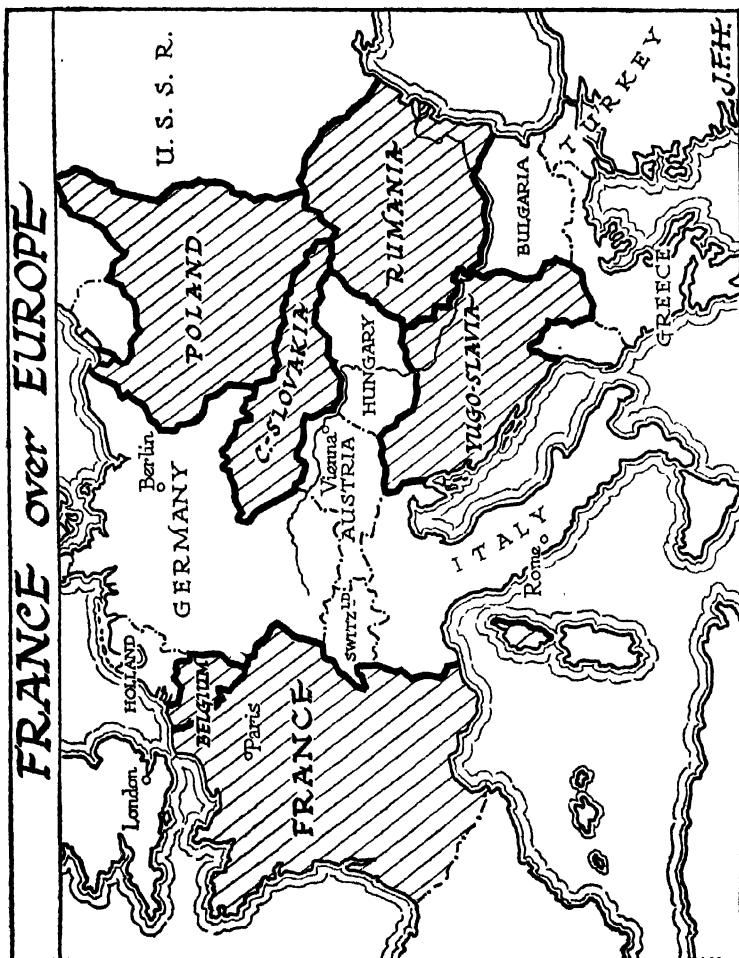 FRANCE over EUROPE
U. S. S. R.
London
HOLLAND
Berlin
GERMANY
POLAND
BELGIUM
Paris
FRANCE
C-SLOVAKIA
SWITZ.LD.
Vienna
AUSTRIA
HUNGARY
RUMANIA
YUGO-SLAVIA
BULGARIA
ITALY
Rome
GREECE
TURKEY
J.F.H.